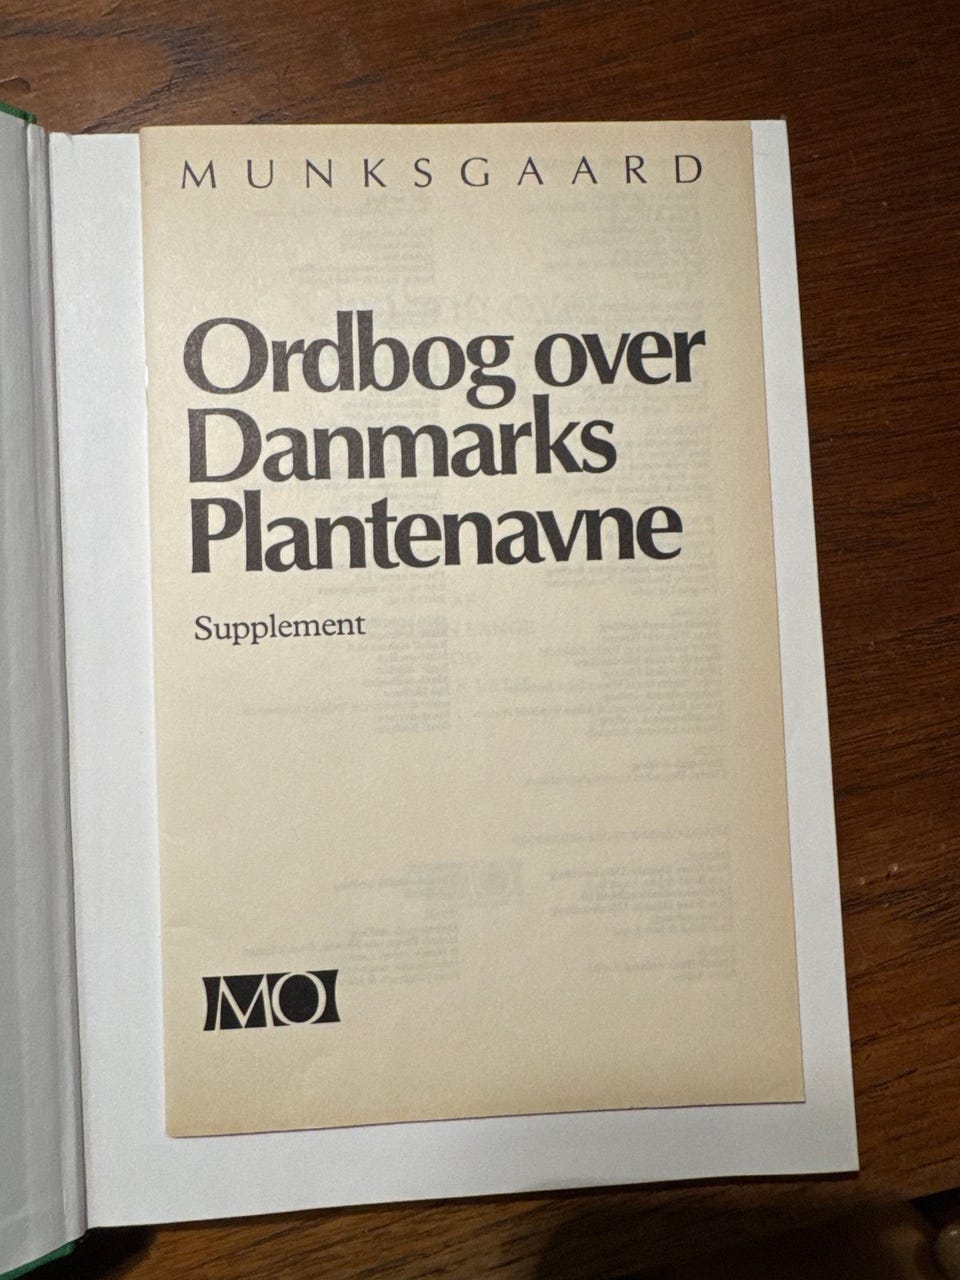 MUNKSGAARD
Ordbog over
Danmarks
Plantenavne
Supplement
MO